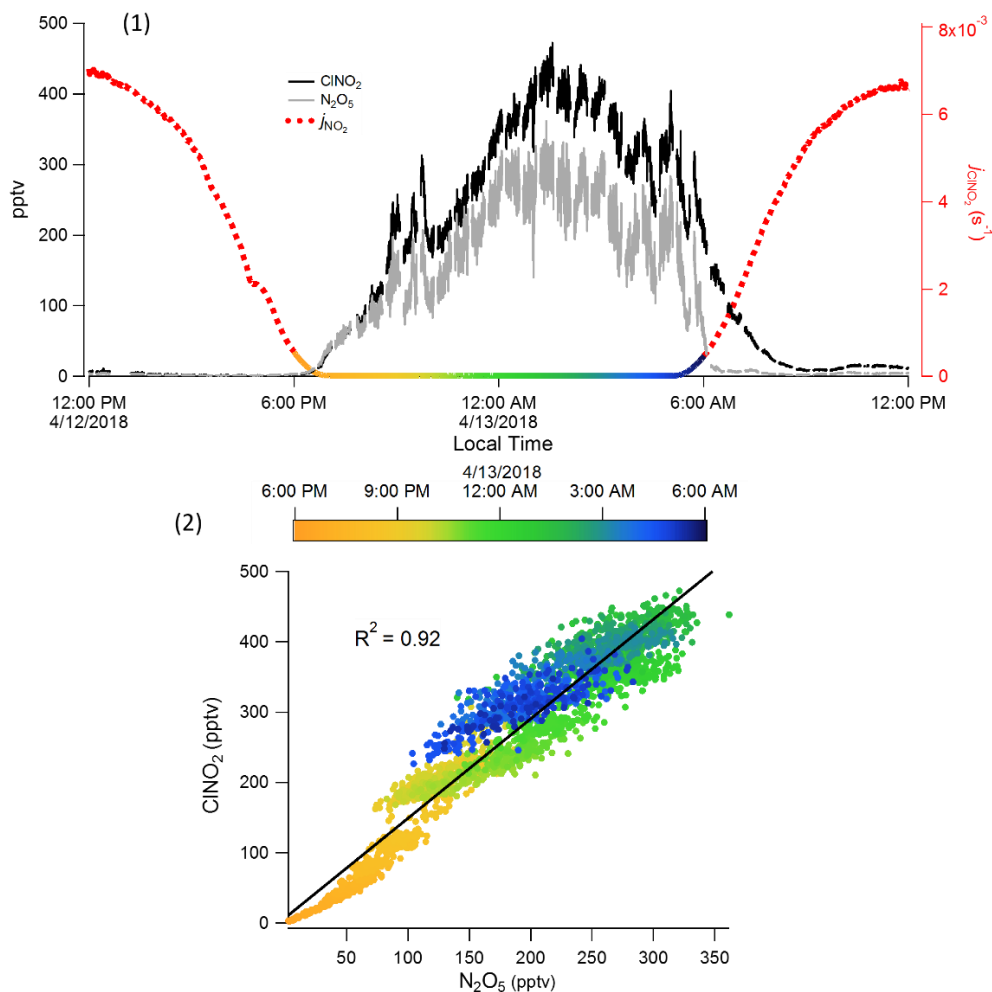 (1)
500
400
300
200
100
0
pptv
ClNO₂
N₂O₅
jNO₂
8x10⁻³
6
4
2
0
jClNO₂ (s⁻¹)
12:00 PM
4/12/2018
6:00 PM
12:00 AM
4/13/2018
6:00 AM
12:00 PM
Local Time
4/13/2018
6:00 PM 9:00 PM 12:00 AM 3:00 AM 6:00 AM
(2)
500
400
300
200
100
0
ClNO₂ (pptv)
R² = 0.92
50 100 150 200 250 300 350
N₂O₅ (pptv)